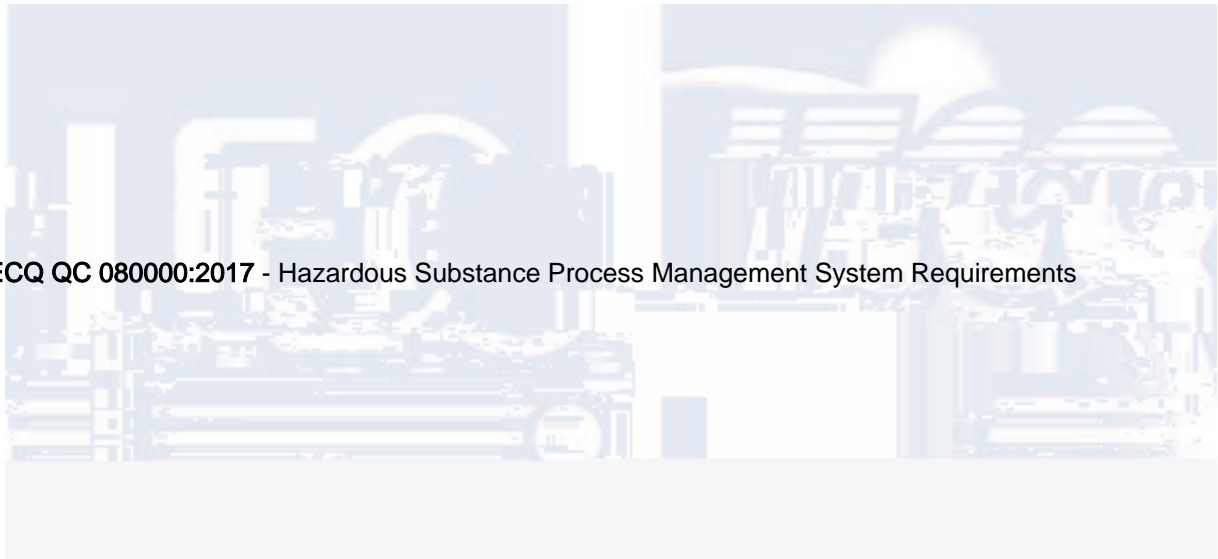 ECQ QC 080000:2017 - Hazardous Substance Process Management System Requirements